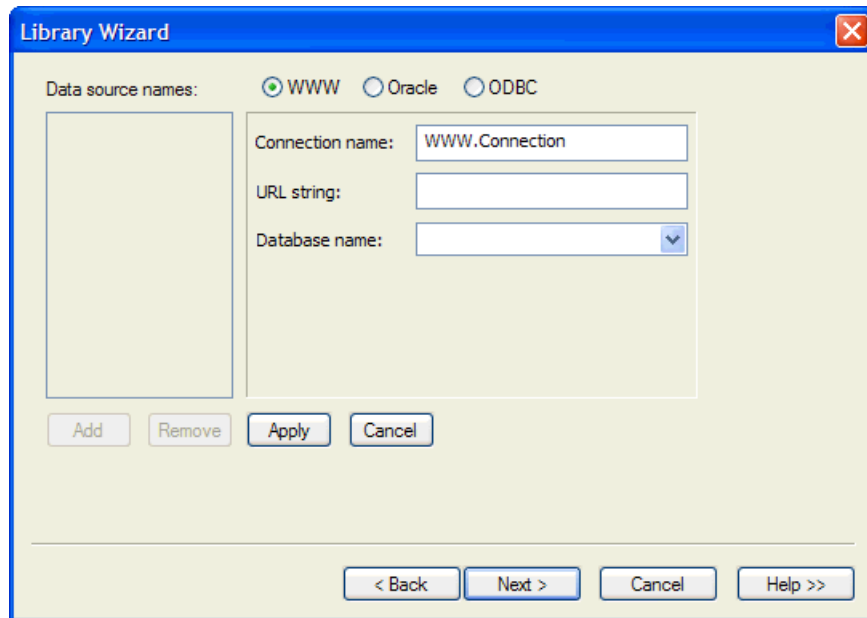 Library Wizard
Data source names: WWW Oracle ODBC
Connection name: WWW.Connection
URL string:
Database name:
Add Remove Apply Cancel
< Back Next > Cancel Help >>